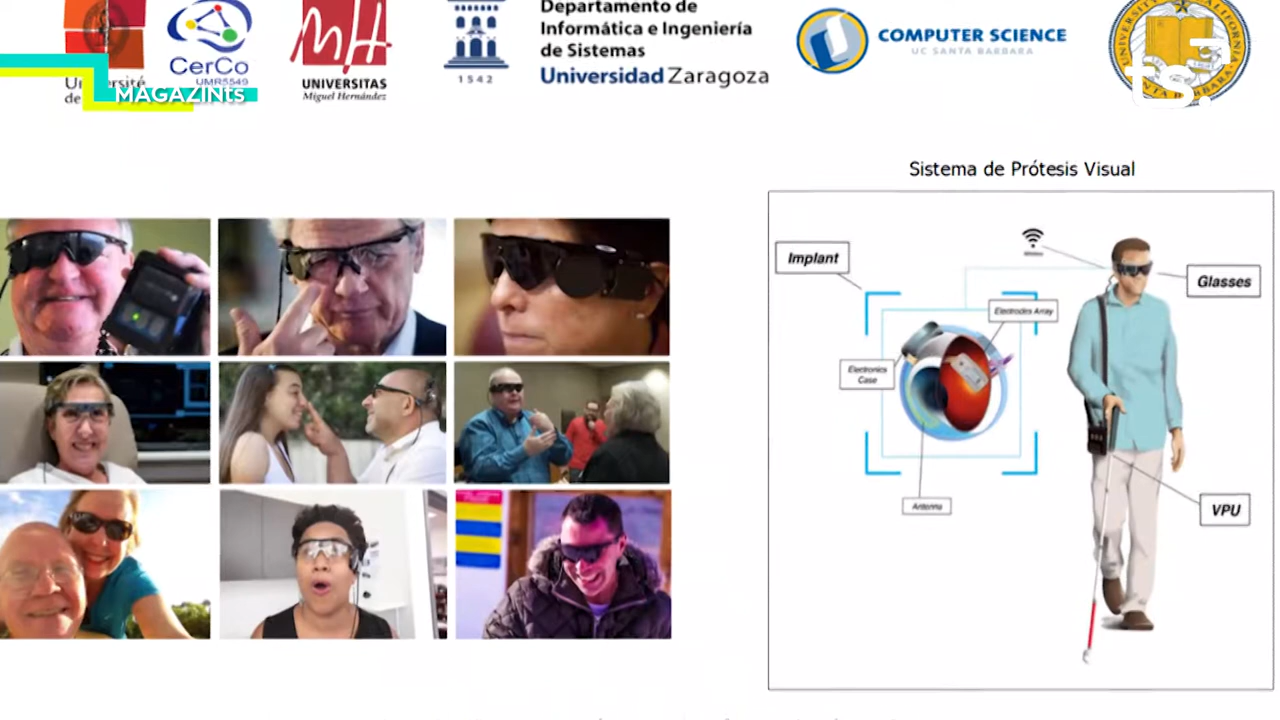 Departamento de
Informática e Ingeniería
de Sistemas
Universidad Zaragoza
1542
COMPUTER SCIENCE
UC SANTA BARBARA
CerCo
UMR5549
UNIVERSITAS
Miguel Hernández
Université
de
MAGAZINts
ts.
Sistema de Prótesis Visual
Implant
Glasses
Electrodes Array
Electronics
Case
Antenna
VPU